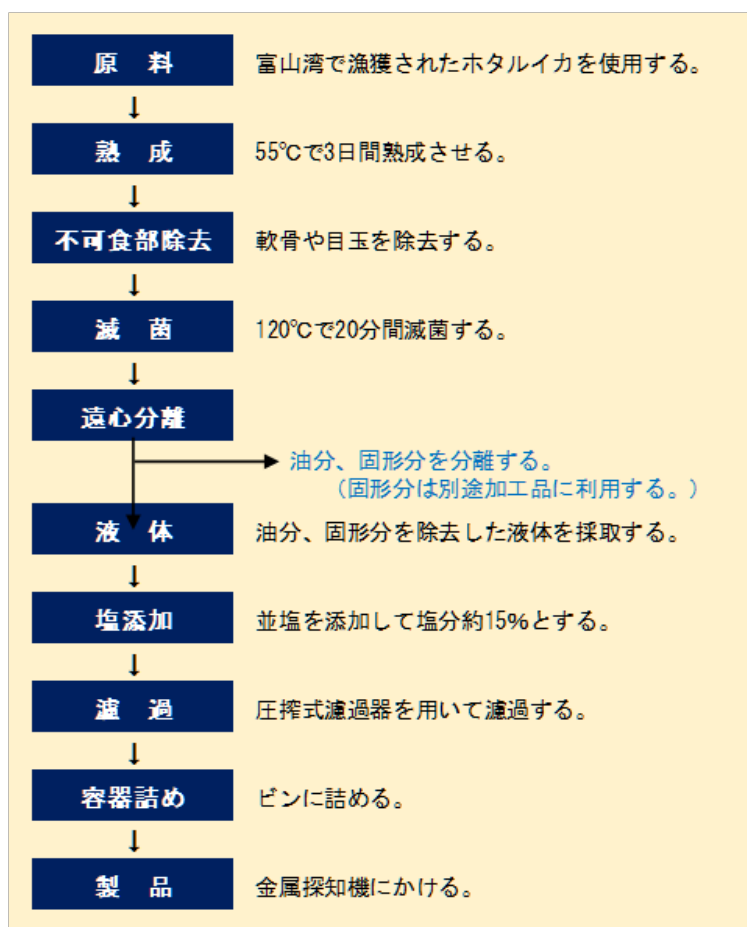 原 料 富山湾で漁獲されたホタルイカを使用する。
↓
熟 成 55℃で3日間熟成させる。
↓
不可食部除去 軟骨や目玉を除去する。
↓
滅 菌 120℃で20分間滅菌する。
↓
遠心分離
油分、固形分を分離する。
（固形分は別途加工品に利用する。）
液 体 油分、固形分を除去した液体を採取する。
↓
塩添加 並塩を添加して塩分約15%とする。
↓
濾 過 圧搾式濾過器を用いて濾過する。
↓
容器詰め ビンに詰める。
↓
製 品 金属探知機にかける。